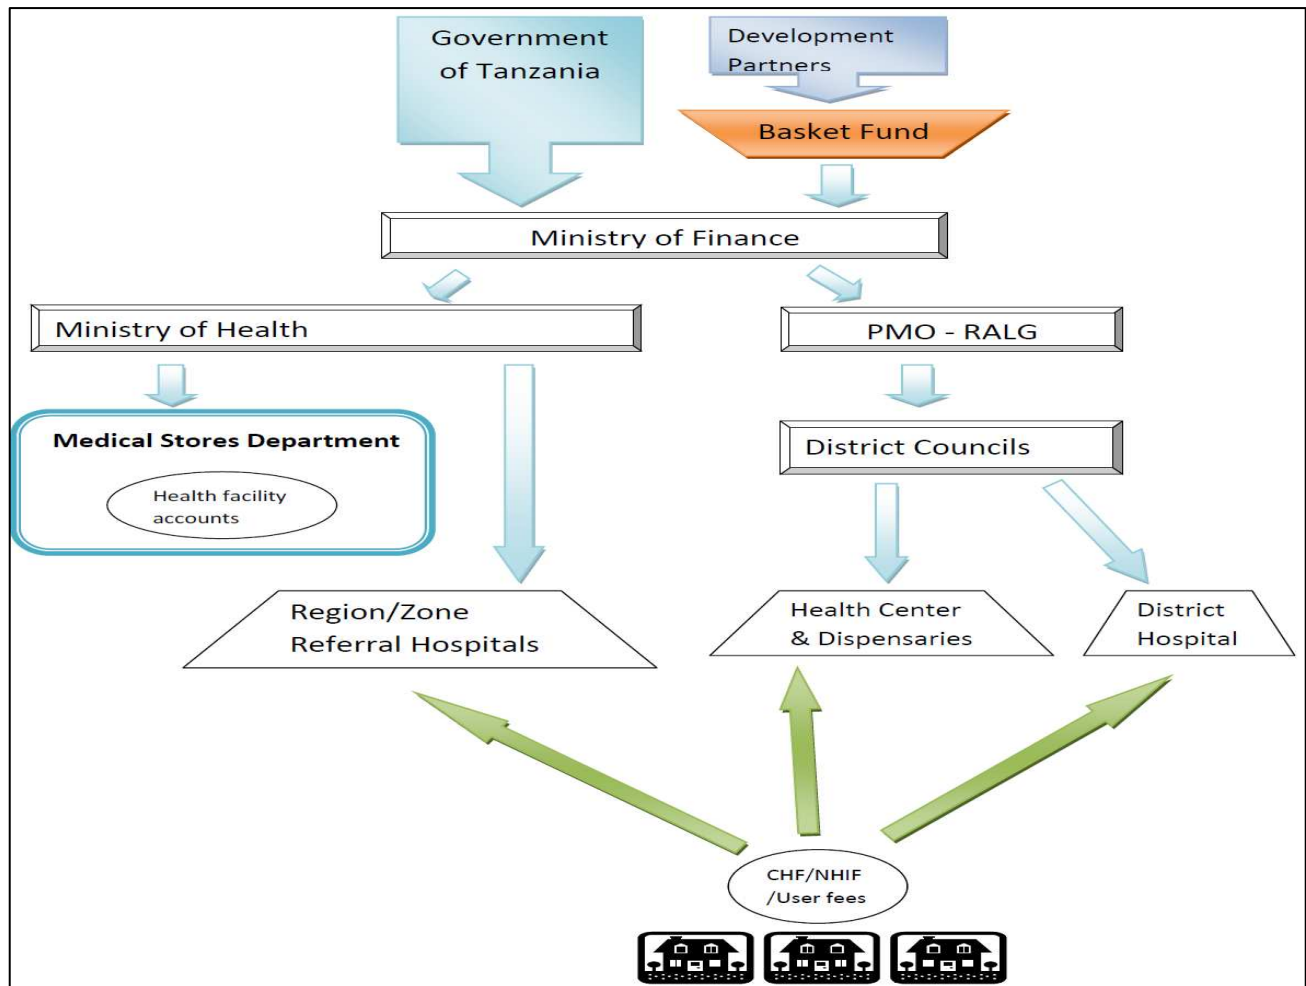 Government
of Tanzania
Development
Partners
Basket Fund
Ministry of Finance
Ministry of Health
PMO - RALG
Medical Stores Department
Health facility
accounts
District Councils
Region/Zone
Referral Hospitals
Health Center
& Dispensaries
District
Hospital
CHF/NHIF
/User fees